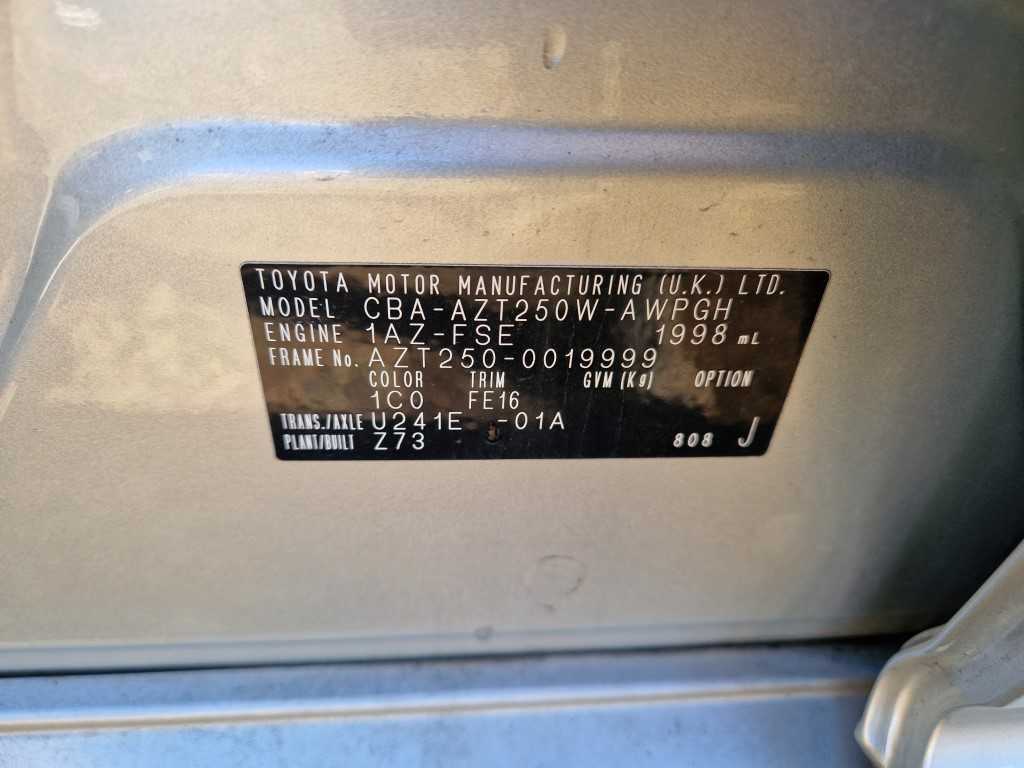 TOYOTA MOTOR MANUFACTURING (U.K.) LTD.
MODEL CBA-AZT250W-AWPGH
ENGINE 1AZ-FSE 1998 mL
FRAME No. AZT250-0019999
COLOR TRIM GVM (Kg) OPTION
1C0 FE16
TRANS./AXLE U241E -01A
PLANT/BUILT Z73 808 J